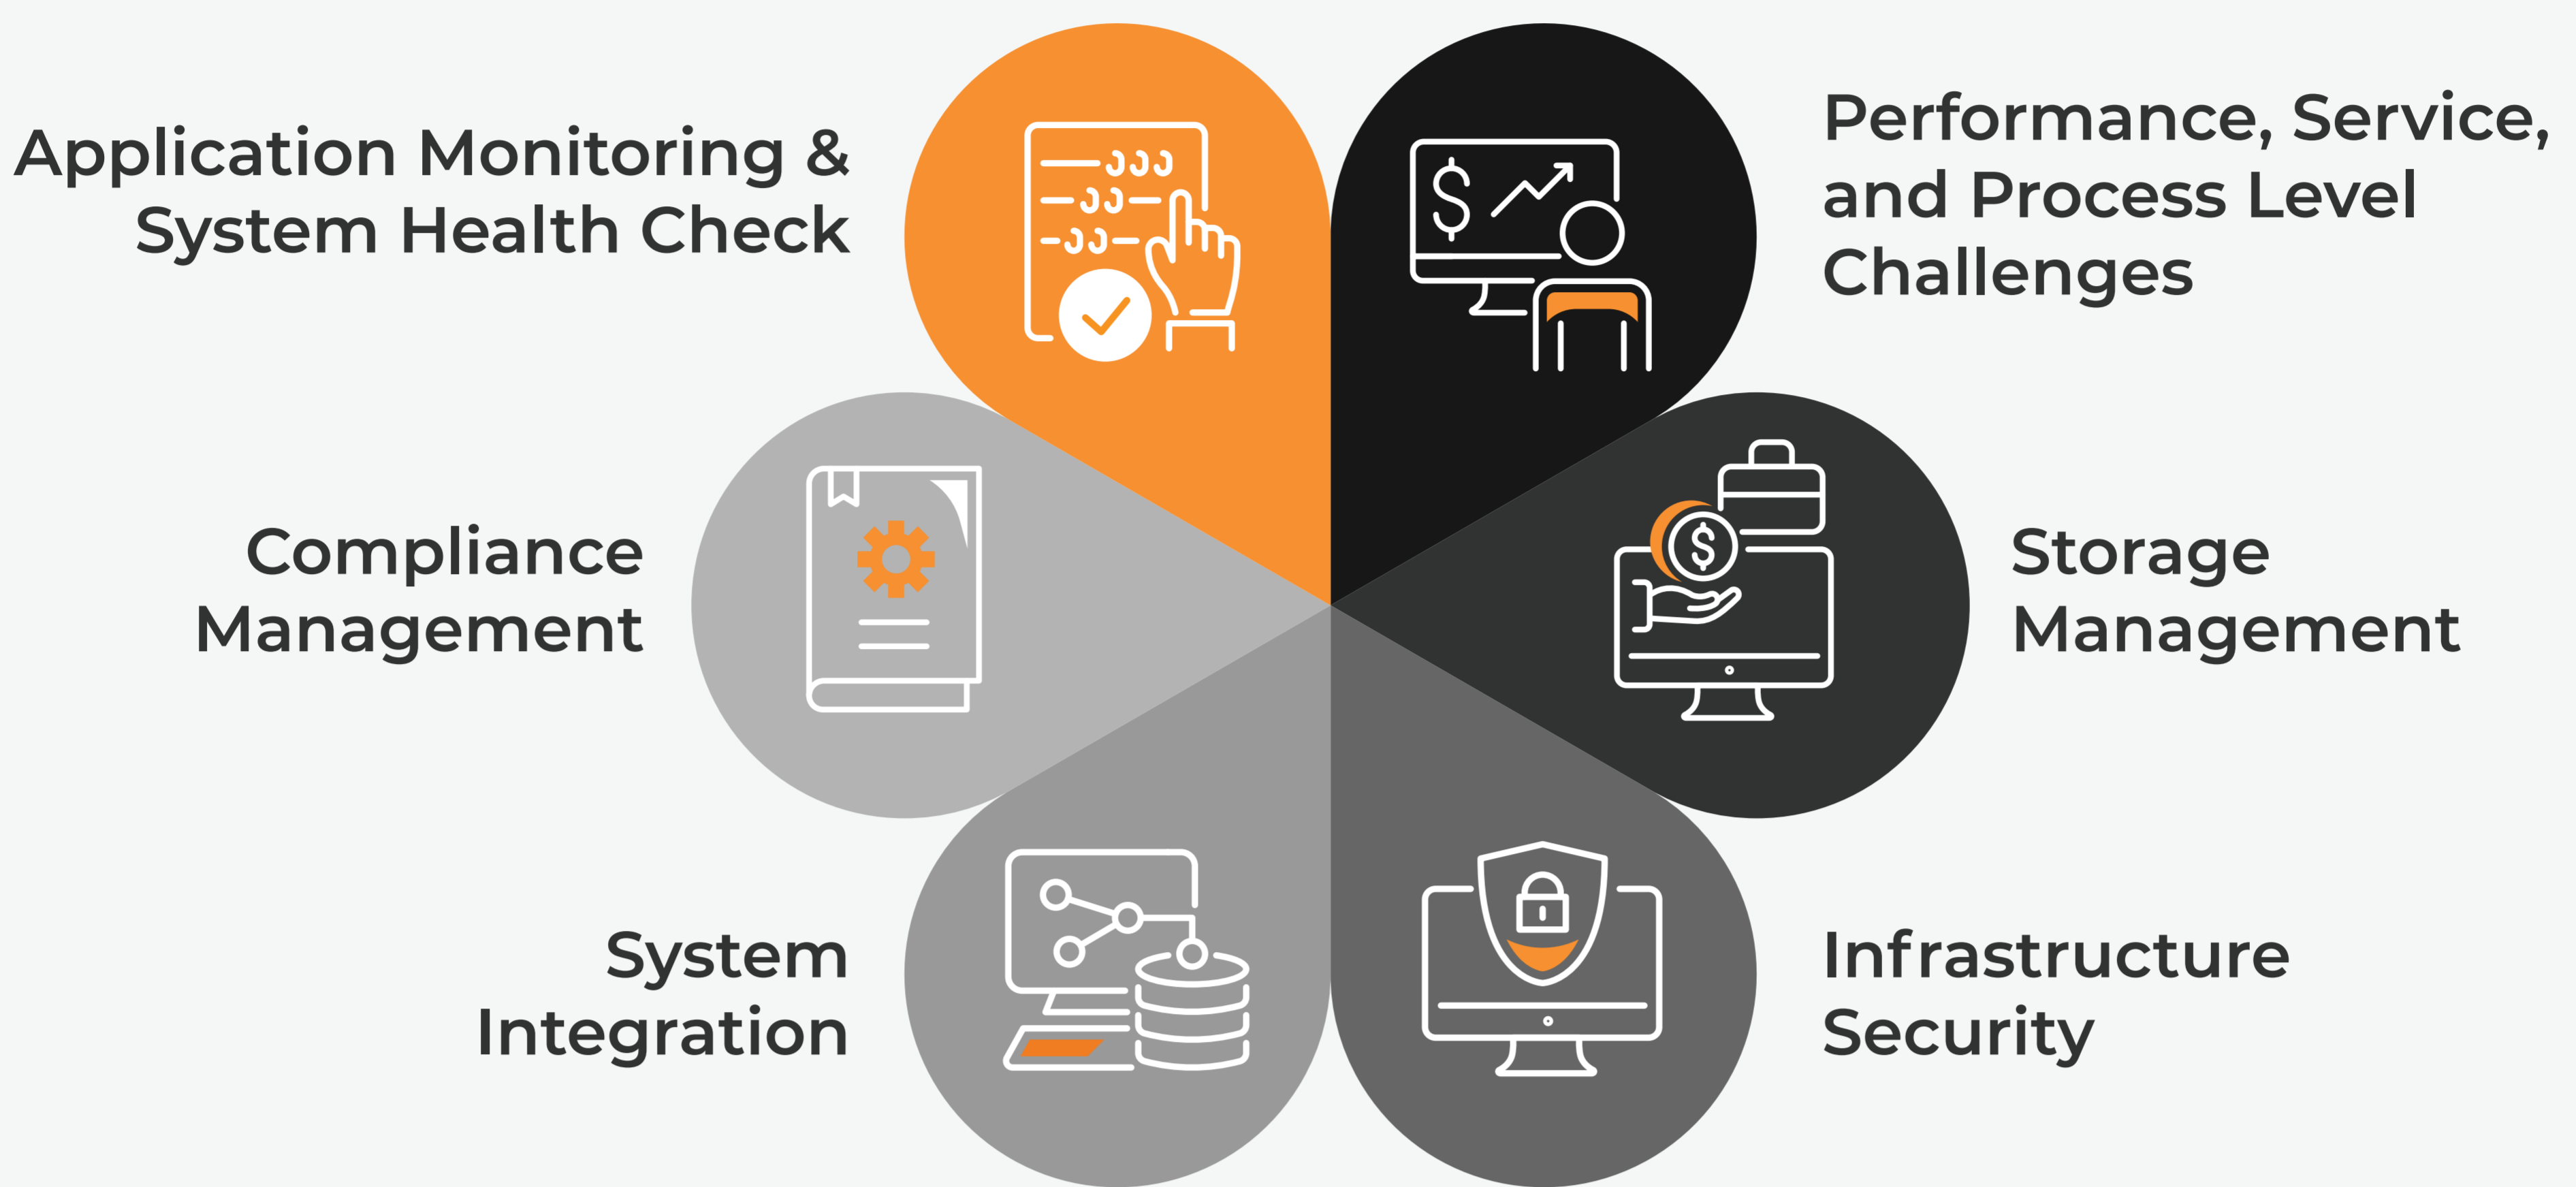 Application Monitoring &
System Health Check
Performance, Service,
and Process Level
Challenges
Compliance
Management
Storage
Management
System
Integration
Infrastructure
Security
$
$